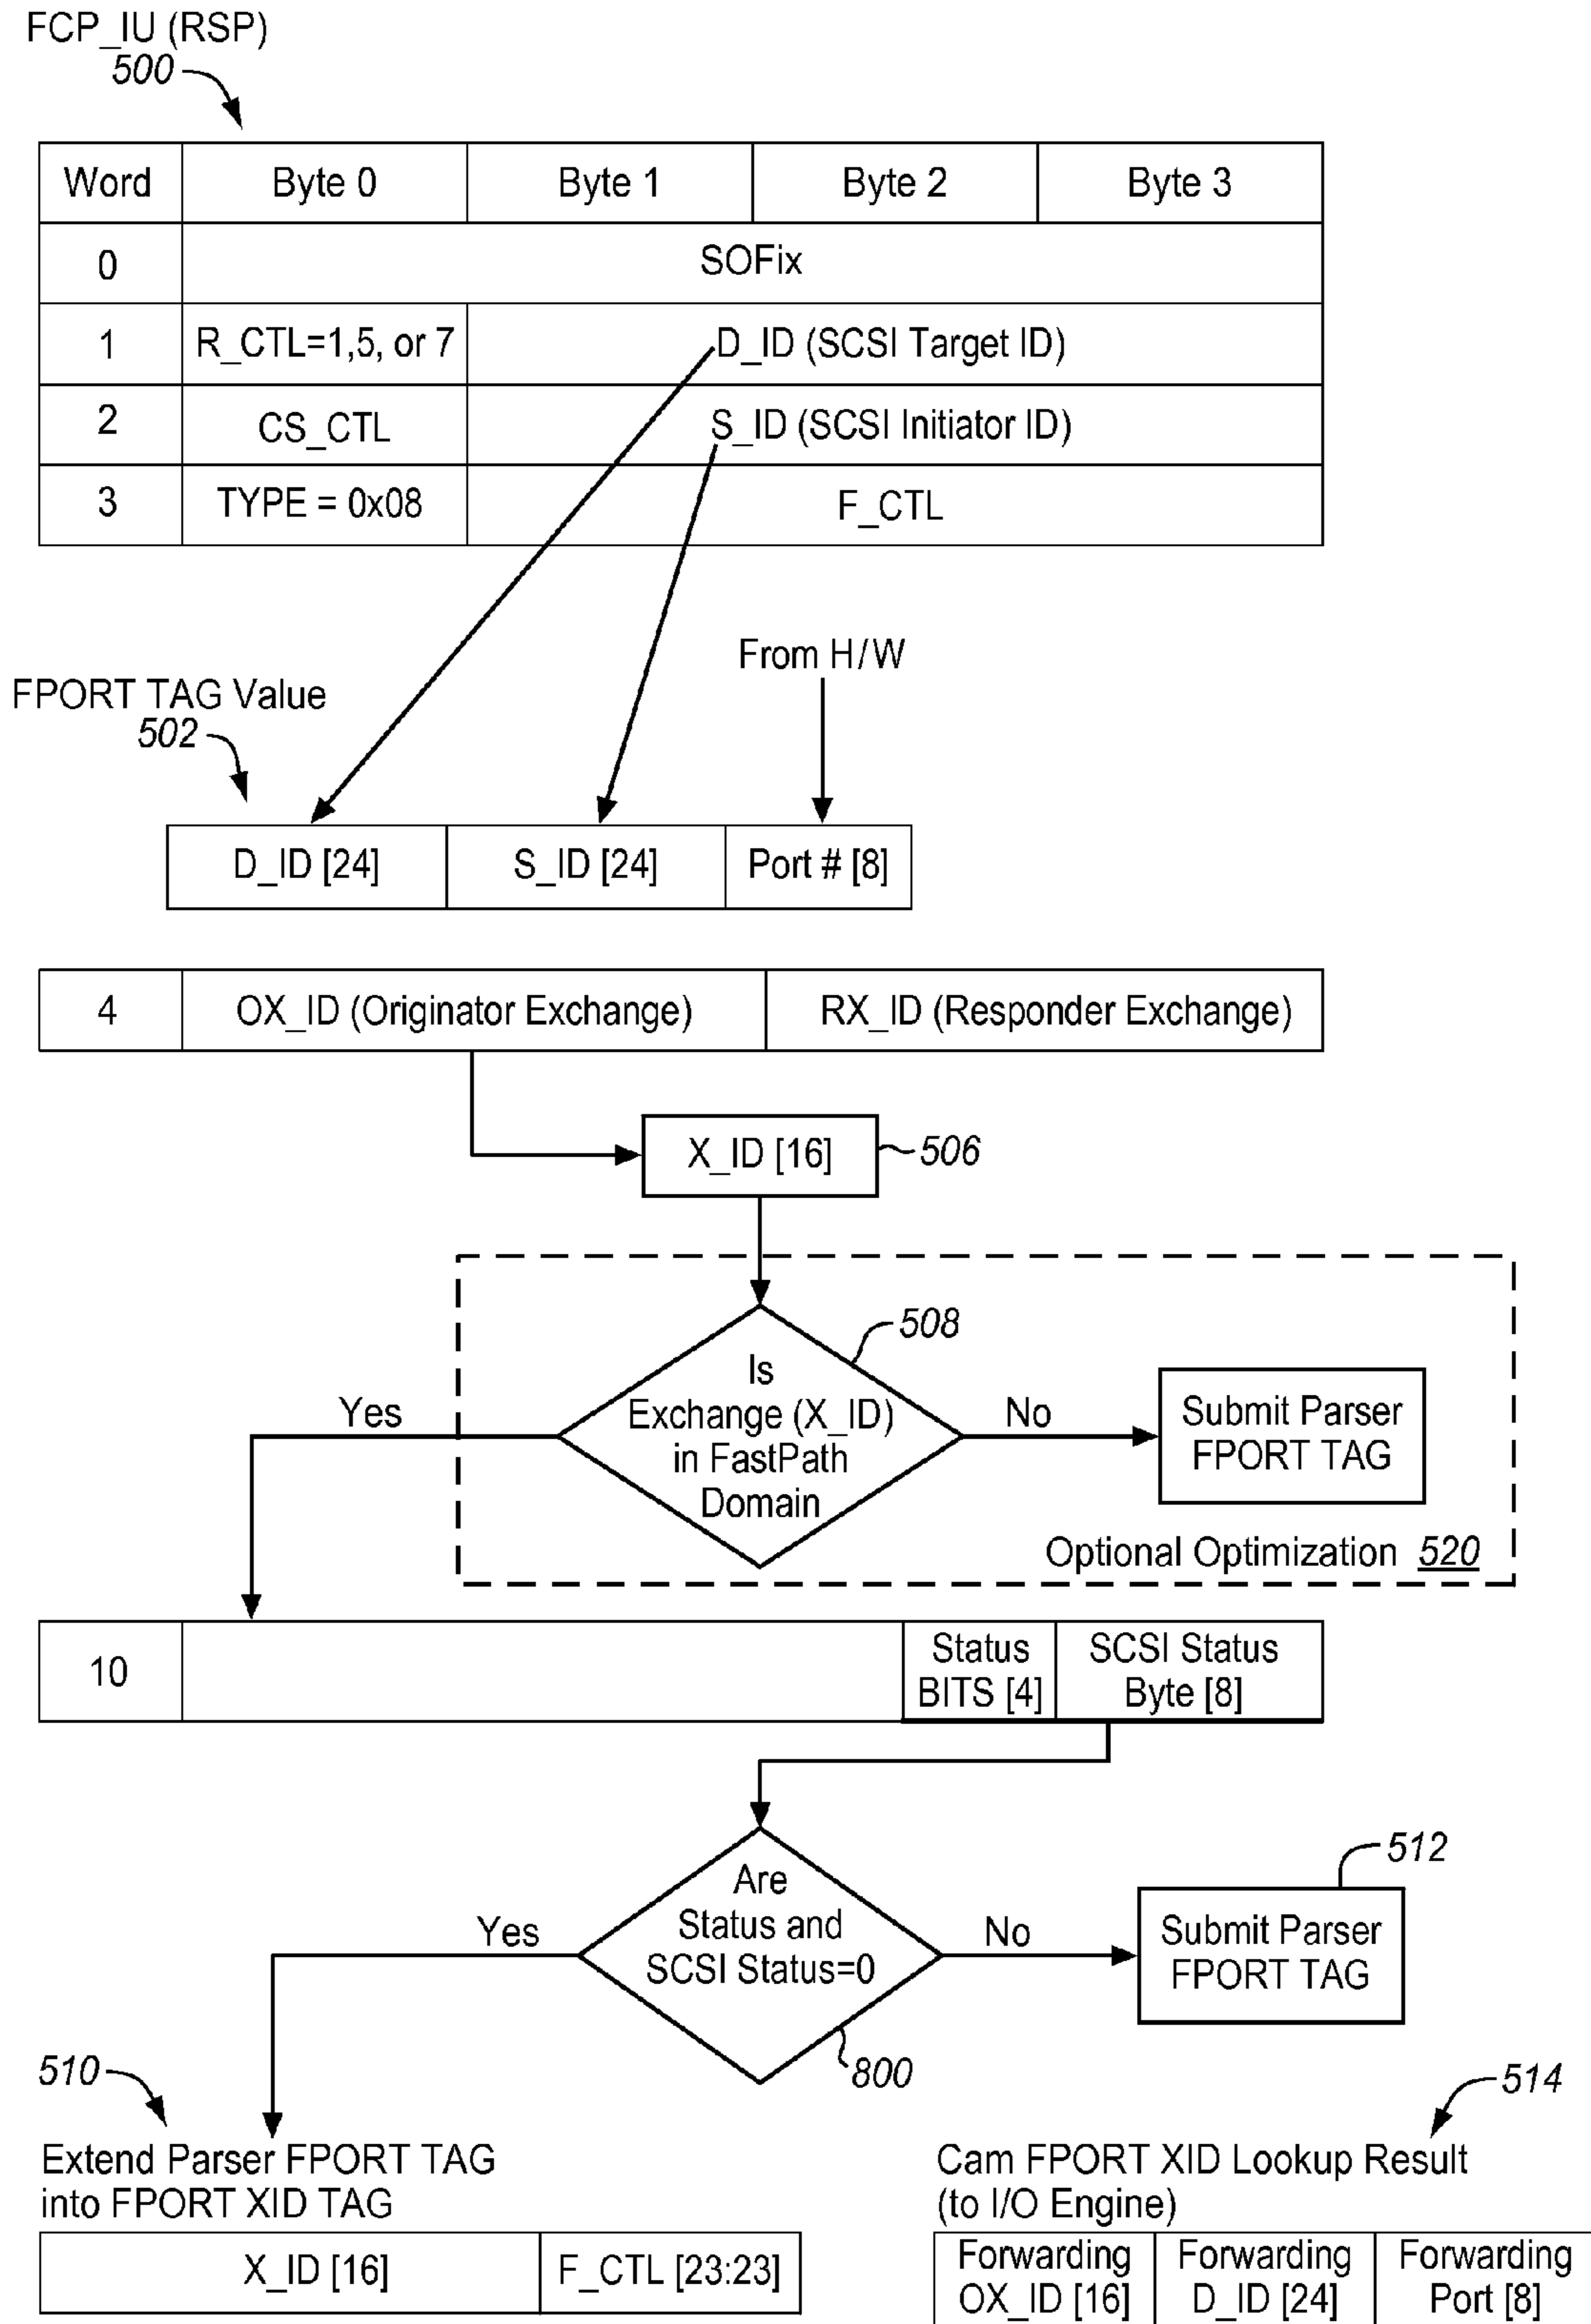 FCP_IU (RSP)
500
Word Byte 0 Byte 1 Byte 2 Byte 3
0 SOFix
1 R_CTL=1,5, or 7 D_ID (SCSI Target ID)
2 CS_CTL S_ID (SCSI Initiator ID)
3 TYPE = 0x08 F_CTL
From H/W
FPORT TAG Value
502
D_ID [24] S_ID [24] Port # [8]
4 OX_ID (Originator Exchange) RX_ID (Responder Exchange)
X_ID [16] 506
508
Is
Exchange (X_ID)
in FastPath
Domain
Yes
No
Submit Parser
FPORT TAG
Optional Optimization 520
10
Status
BITS [4]
SCSI Status
Byte [8]
Are
Status and
SCSI Status=0
Yes
No
512
Submit Parser
FPORT TAG
800
510
Extend Parser FPORT TAG
into FPORT XID TAG
X_ID [16] F_CTL [23:23]
514
Cam FPORT XID Lookup Result
(to I/O Engine)
Forwarding
OX_ID [16]
Forwarding
D_ID [24]
Forwarding
Port [8]